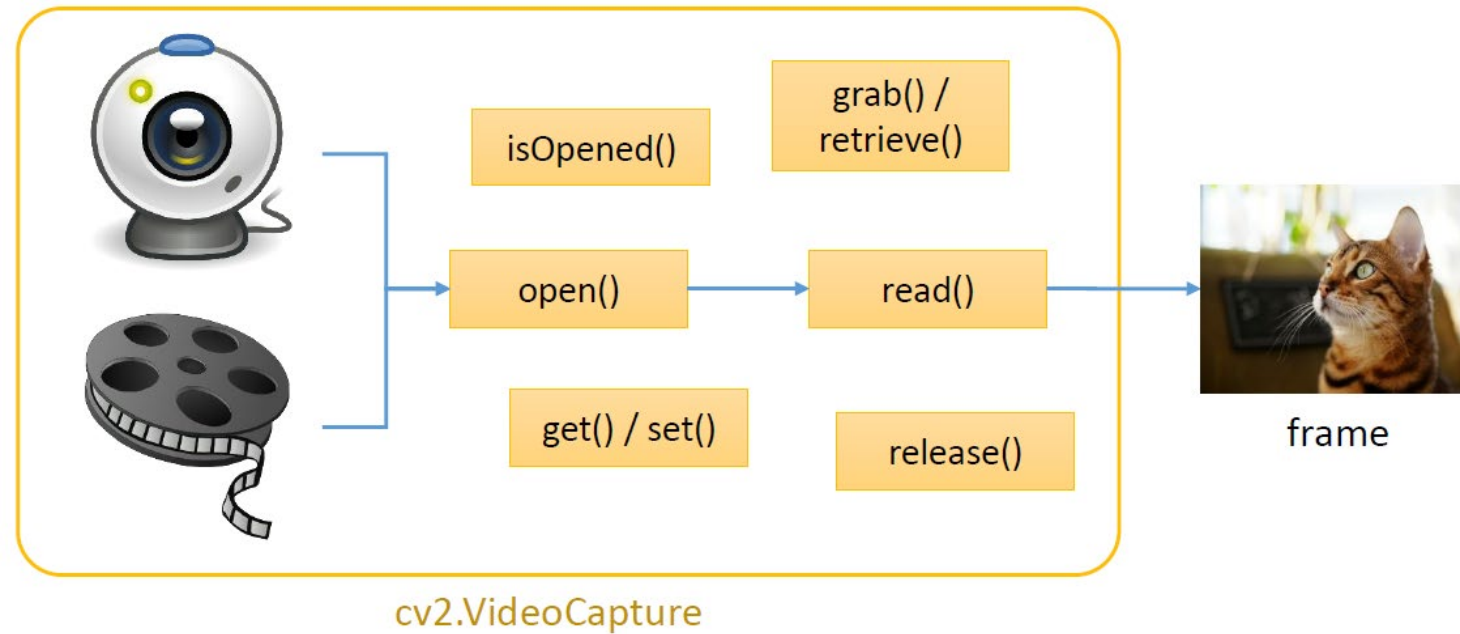 grab() /
retrieve()
isOpened()
open()
read()
get() / set()
release()
frame
cv2.VideoCapture